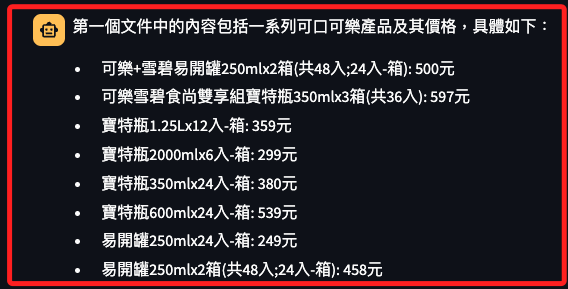 第一個文件中的內容包括一系列可口可樂產品及其價格，具體如下：
• 可樂+雪碧易開罐250mlx2箱(共48入;24入-箱): 500元
• 可樂雪碧食尚雙享組寶特瓶350mlx3箱(共36入): 597元
• 寶特瓶1.25Lx12入-箱: 359元
• 寶特瓶2000mlx6入-箱: 299元
• 寶特瓶350mlx24入-箱: 380元
• 寶特瓶600mlx24入-箱: 539元
• 易開罐250mlx24入-箱: 249元
• 易開罐250mlx2箱(共48入;24入-箱): 458元